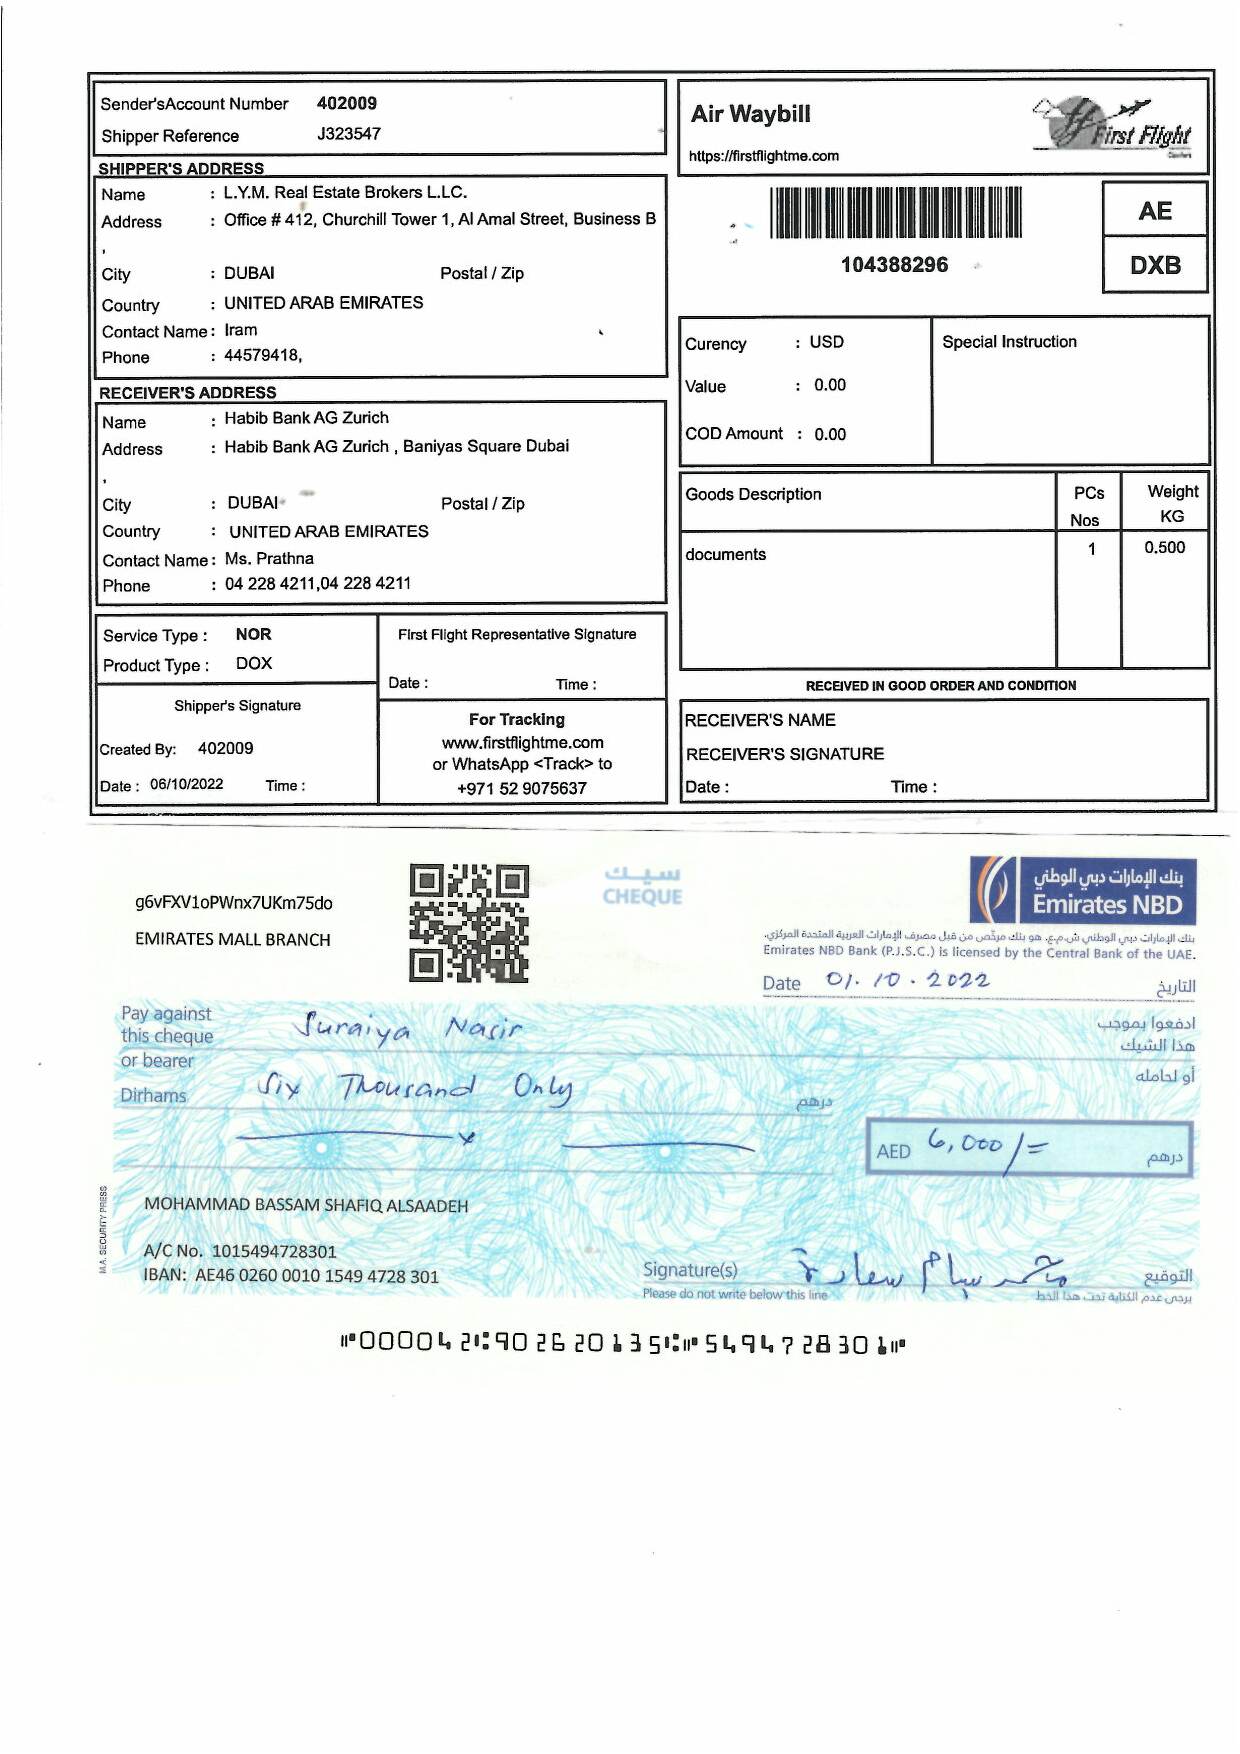 Sender'sAccount Number 402009
Shipper Reference J323547
SHIPPER'S ADDRESS
Name : L.Y.M. Real Estate Brokers L.LC.
Address : Office # 412, Churchill Tower 1, Al Amal Street, Business B
,
City : DUBAI Postal / Zip
Country : UNITED ARAB EMIRATES
Contact Name : Iram
Phone : 44579418,
RECEIVER'S ADDRESS
Name : Habib Bank AG Zurich
Address : Habib Bank AG Zurich , Baniyas Square Dubai
,
City : DUBAI Postal / Zip
Country : UNITED ARAB EMIRATES
Contact Name : Ms. Prathna
Phone : 04 228 4211,04 228 4211
Service Type : NOR
Product Type : DOX
Shipper's Signature
Created By: 402009
Date : 06/10/2022 Time :
First Flight Representative Signature
Date : Time :
For Tracking
www.firstflightme.com
or WhatsApp <Track> to
+971 52 9075637
Air Waybill
https://firstflightme.com
First Flight
Couriers
104388296
AE
DXB
Curency : USD
Value : 0.00
COD Amount : 0.00
Special Instruction
Goods Description PCs Nos Weight KG
documents 1 0.500
RECEIVED IN GOOD ORDER AND CONDITION
RECEIVER'S NAME
RECEIVER'S SIGNATURE
Date : Time :
g6vFXV1oPWnx7UKm75do
EMIRATES MALL BRANCH
شيك
CHEQUE
بنك الإمارات دبي الوطني
Emirates NBD
بنك الإمارات دبي الوطني ش.م.ع. هو بنك مرخّص من قبل مصرف الإمارات العربية المتحدة المركزي.
Emirates NBD Bank (P.J.S.C.) is licensed by the Central Bank of the UAE.
Date 01.10.2022 التاريخ
Pay against this cheque or bearer Suraiya Nasir ادفعوا بموجب هذا الشيك أو لحامله
Dirhams Six Thousand Only درهم
AED 6,000/= درهم
MOHAMMAD BASSAM SHAFIQ ALSAADEH
A/C No. 1015494728301
IBAN: AE46 0260 0010 1549 4728 301
M.A. SECURITY PRESS
Signature(s) التوقيع
Please do not write below this line يرجى عدم الكتابة تحت هذا الخط
⑈000042⑆902620135⑆⑈5494728301⑈